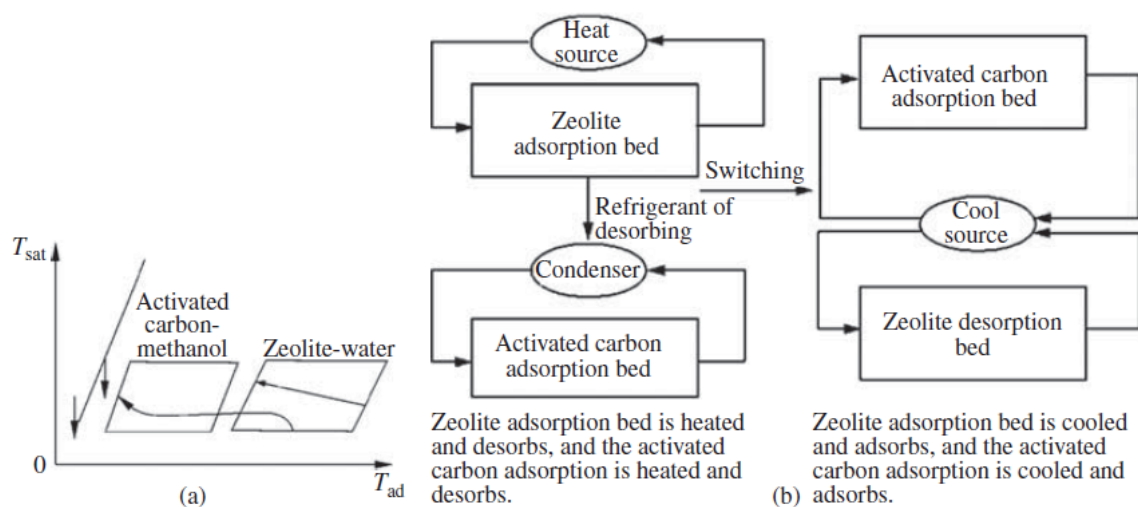 T_sat
Activated
carbon-
methanol
Zeolite-water
0
T_ad
(a)
Heat
source
Zeolite
adsorption bed
Switching
Refrigerant of
desorbing
Condenser
Activated carbon
adsorption bed
Zeolite adsorption bed is heated
and desorbs, and the activated
carbon adsorption is heated and
desorbs.
(b)
Activated carbon
adsorption bed
Cool
source
Zeolite desorption
bed
Zeolite adsorption bed is cooled
and adsorbs, and the activated
carbon adsorption is cooled and
adsorbs.